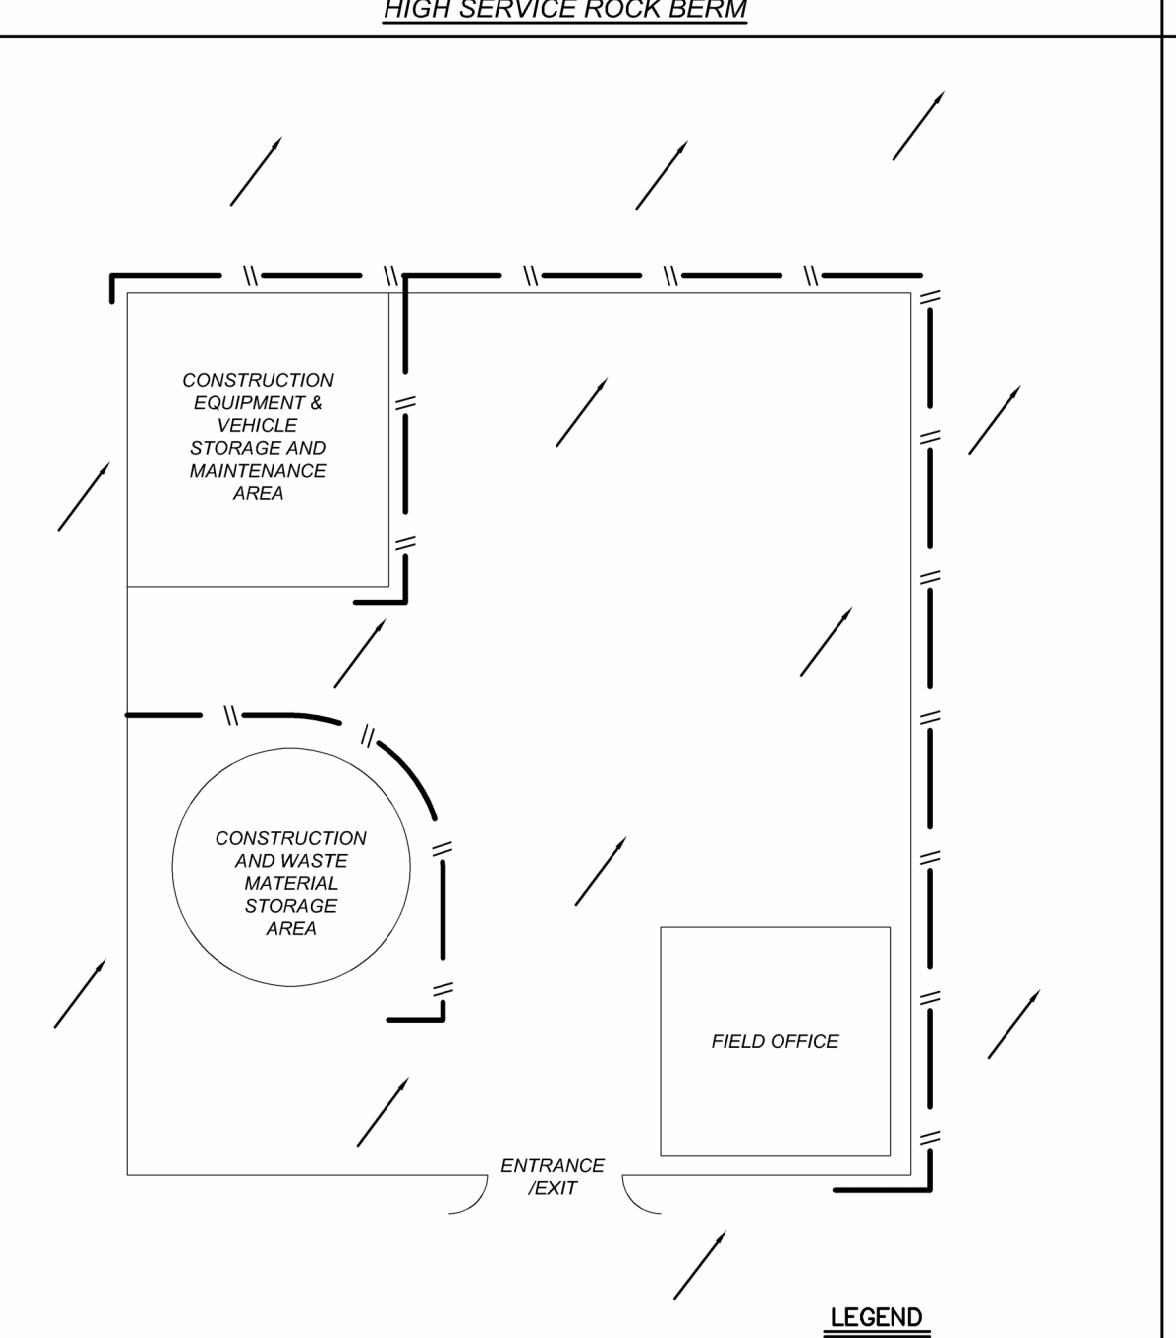 HIGH SERVICE ROCK BERM
CONSTRUCTION
EQUIPMENT &
VEHICLE
STORAGE AND
MAINTENANCE
AREA
CONSTRUCTION
AND WASTE
MATERIAL
STORAGE
AREA
FIELD OFFICE
ENTRANCE
/EXIT
LEGEND